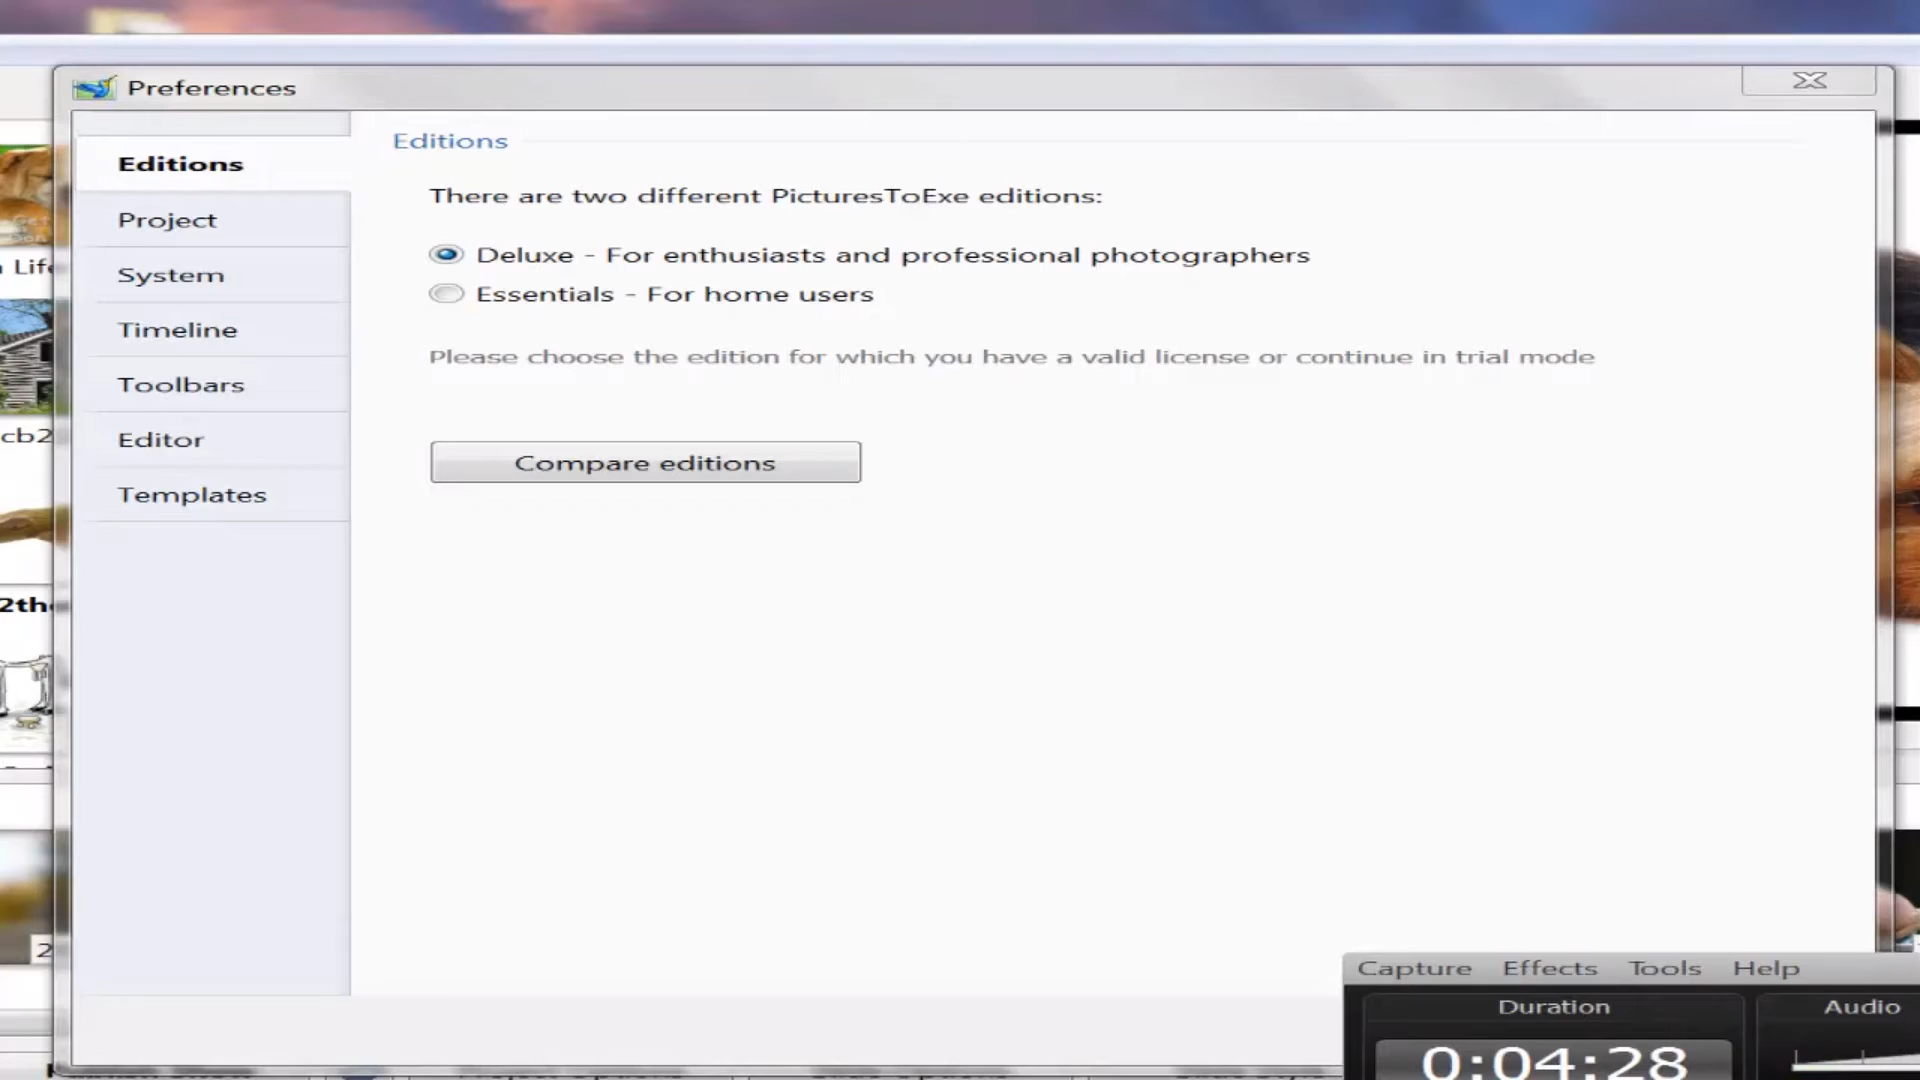 Preferences
Editions
Project
System
Timeline
Toolbars
Editor
Templates
Editions
There are two different PicturesToExe editions:
Deluxe - For enthusiasts and professional photographers
Essentials - For home users
Please choose the edition for which you have a valid license or continue in trial mode
Compare editions
cb2
Capture Effects Tools Help
Duration
Audio
0:04:28